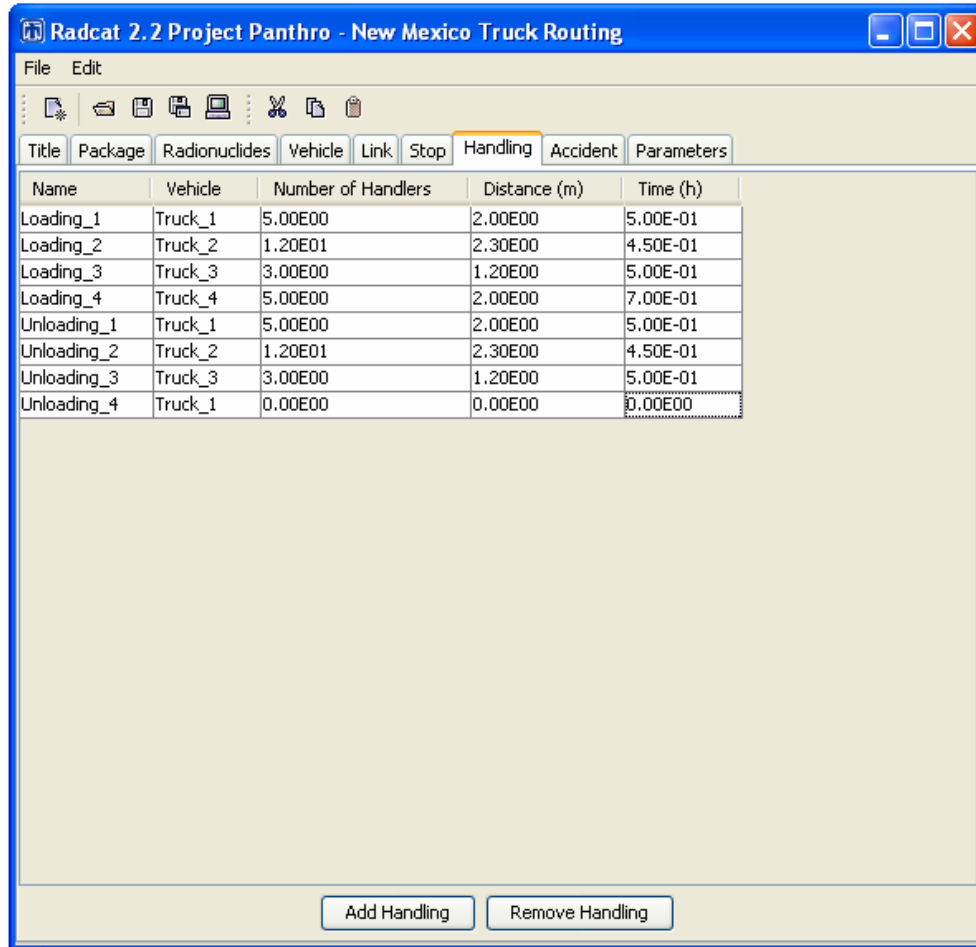 Radcat 2.2 Project Panthro - New Mexico Truck Routing
File Edit
Title Package Radionuclides Vehicle Link Stop Handling Accident Parameters
Name Vehicle Number of Handlers Distance (m) Time (h)
Loading_1 Truck_1 5.00E00 2.00E00 5.00E-01
Loading_2 Truck_2 1.20E01 2.30E00 4.50E-01
Loading_3 Truck_3 3.00E00 1.20E00 5.00E-01
Loading_4 Truck_4 5.00E00 2.00E00 7.00E-01
Unloading_1 Truck_1 5.00E00 2.00E00 5.00E-01
Unloading_2 Truck_2 1.20E01 2.30E00 4.50E-01
Unloading_3 Truck_3 3.00E00 1.20E00 5.00E-01
Unloading_4 Truck_1 0.00E00 0.00E00 0.00E00
Add Handling Remove Handling